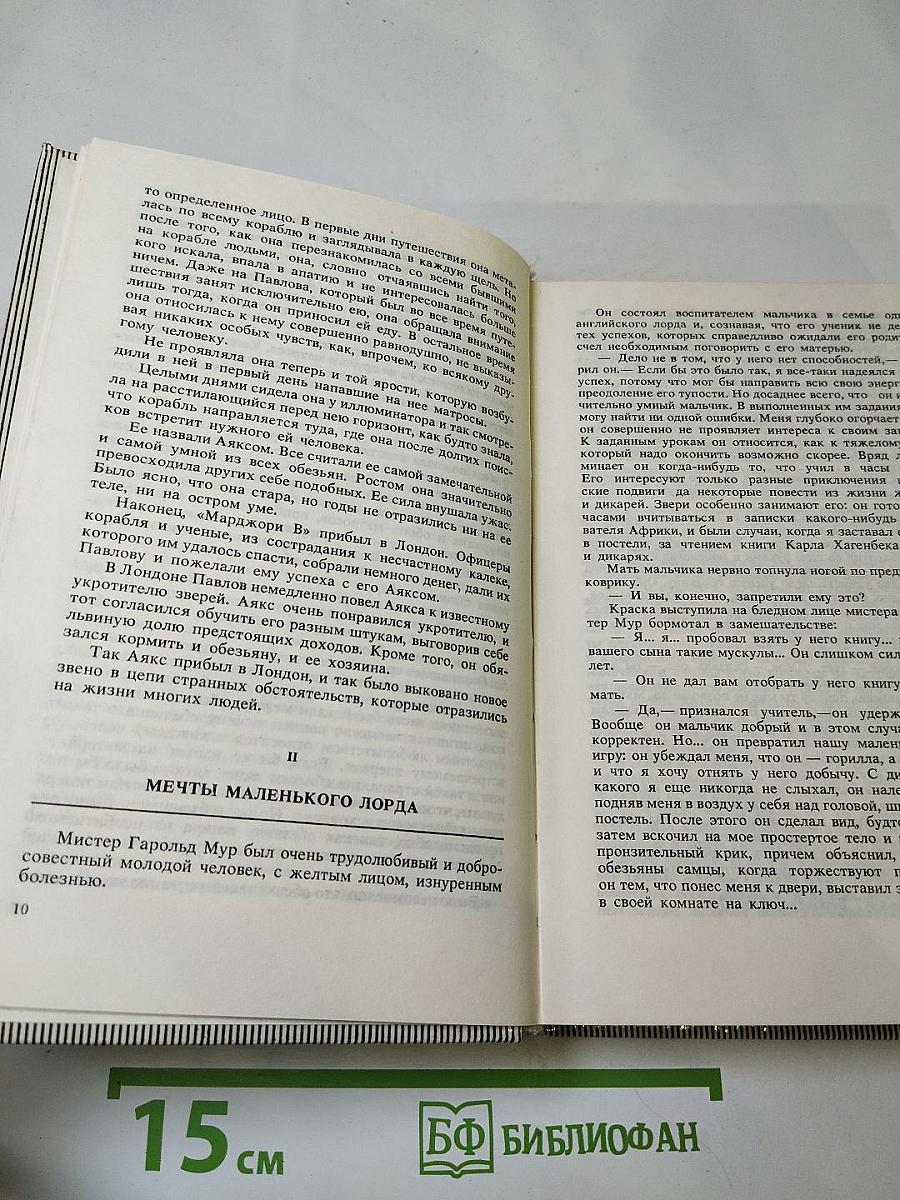 то определенное лицо. В первые дни путешествия она мета-
лась по всему кораблю и заглядывала в каждую щель. Но
после того, как она перезнакомилась со всеми бывшими
на корабле людьми, она, словно отчаявшись найти того,
кого искала, впала в апатию и не интересовалась больше
ничем. Даже на Павлова, который был во все время путе-
шествия занят исключительно ею, она обращала внимание
лишь тогда, когда он приносил ей еду. В остальное время
она относилась к нему совершенно равнодушно, не выказы-
вая никаких особых чувств, как, впрочем, ко всякому дру-
гому человеку.
Не проявляла она теперь и той ярости, которую возбу-
дили в ней в первый день напавшие на нее матросы.
Целыми днями сидела она у иллюминатора и так смотре-
ла на расстилающийся перед нею горизонт, как будто знала,
что корабль направляется туда, где она после долгих поис-
ков встретит нужного ей человека.
Ее назвали Аяксом. Все считали ее самой замечательной
и самой умной из всех обезьян. Ростом она значительно
превосходила других себе подобных. Ее сила внушала ужас.
Было ясно, что она стара, но годы не отразились ни на ее
теле, ни на остром уме.
Наконец, «Марджори В» прибыл в Лондон. Офицеры
корабля и ученые, из сострадания к несчастному калеке,
которого им удалось спасти, собрали немного денег, дали их
Павлову и пожелали ему успеха с его Аяксом.
В Лондоне Павлов немедленно повел Аякса к известному
укротителю зверей. Аякс очень понравился укротителю, и
тот согласился обучить его разным штукам, выговорив себе
львиную долю предстоящих доходов. Кроме того, он обя-
зался кормить и обезьяну, и ее хозяина.
Так Аякс прибыл в Лондон, и так было выковано новое
звено в цепи странных обстоятельств, которые отразились
на жизни многих людей.
II
МЕЧТЫ МАЛЕНЬКОГО ЛОРДА
Мистер Гарольд Мур был очень трудолюбивый и добро-
совестный молодой человек, с желтым лицом, изнуренным
болезнью.
10
Он состоял воспитателем мальчика в семье
английского лорда и, сознавая, что его ученик не
тех успехов, которых справедливо ожидали его
счел необходимым поговорить с его матерью.
— Дело не в том, что у него нет способностей,—
рил он.— Если бы это было так, я все-таки надеялся
успех, потому что мог бы направить всю свою
преодоление его тупости. Но досаднее всего, что он
чительно умный мальчик. В выполненных им
могу найти ни одной ошибки. Меня глубоко огорчает
он совершенно не проявляет интереса к своим
К заданным урокам он относится, как к тяжелому
который надо окончить возможно скорее. Вряд
минает он когда-нибудь то, что учил в часы
Его интересуют только разные приключения
ские подвиги да некоторые повести из жизни
и дикарей. Звери особенно занимают его: он
часами вчитываться в записки какого-нибудь
вателя Африки, и были случаи, когда я заставал
в постели, за чтением книги Карла Хагенбека
и дикарях.
Мать мальчика нервно топнула ногой по
коврику.
— И вы, конечно, запретили ему это?
Краска выступила на бледном лице мистера
тер Мур бормотал в замешательстве:
— Я... я... пробовал взять у него книгу...
вашего сына такие мускулы... Он слишком
лет.
— Он не дал вам отобрать у него книгу
мать.
— Да,— признался учитель,—он
Вообще он мальчик добрый и в этом
корректен. Но... он превратил нашу
игру: он убеждал меня, что он — горилла, а
и что я хочу отнять у него добычу. С
какого я еще никогда не слыхал, он
подняв меня в воздух у себя над головой,
постель. После этого он сделал вид,
затем вскочил на мое простертое тело и
пронзительный крик, причем объяснил,
обезьяны самцы, когда торжествуют
он тем, что понес меня к двери, выставил
в своей комнате на ключ...
15 см
БФ БИБЛИОФАН